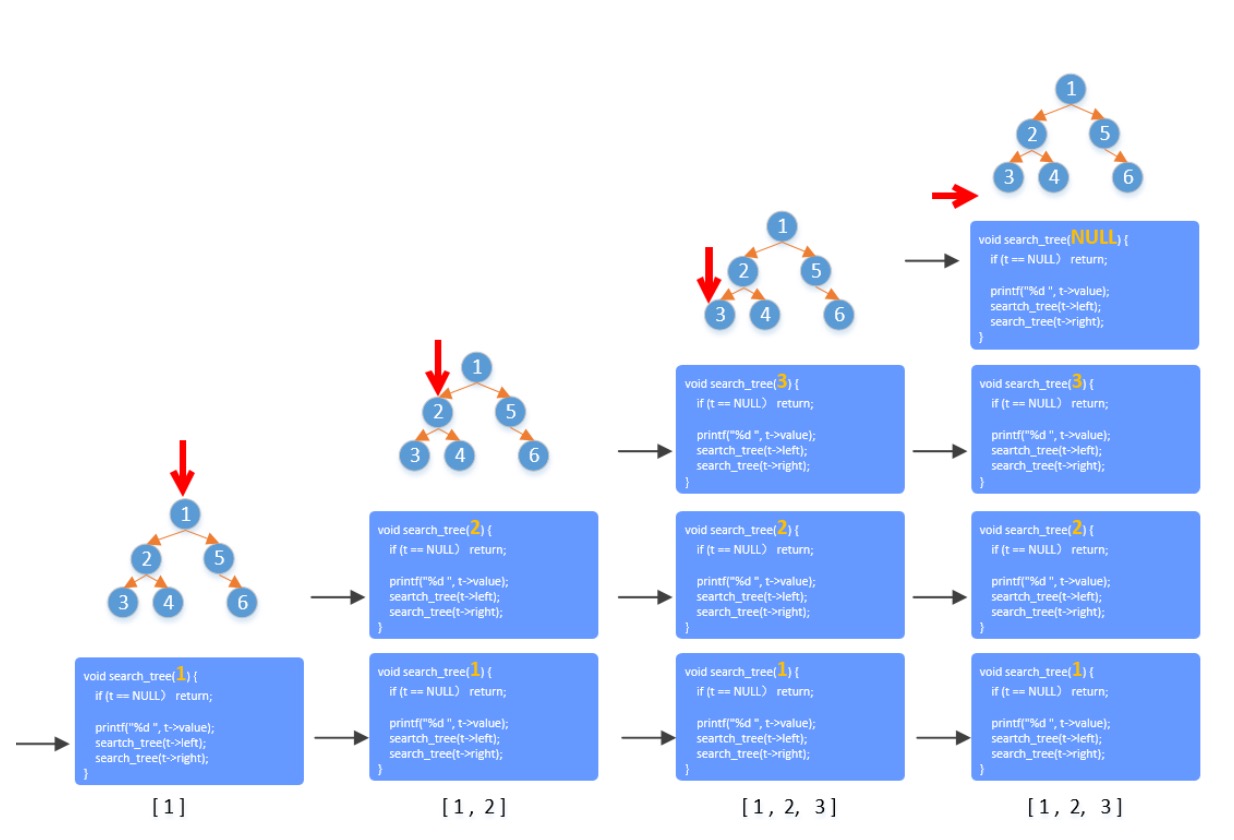 1
2 5
3 4 6
void search_tree(1) {
if (t == NULL） return;
printf("%d ", t->value);
seartch_tree(t->left);
search_tree(t->right);
}
[ 1 ]
1
2 5
3 4 6
void search_tree(2) {
if (t == NULL） return;
printf("%d ", t->value);
seartch_tree(t->left);
search_tree(t->right);
}
void search_tree(1) {
if (t == NULL） return;
printf("%d ", t->value);
seartch_tree(t->left);
search_tree(t->right);
}
[ 1 , 2 ]
1
2 5
3 4 6
void search_tree(3) {
if (t == NULL） return;
printf("%d ", t->value);
seartch_tree(t->left);
search_tree(t->right);
}
void search_tree(2) {
if (t == NULL） return;
printf("%d ", t->value);
seartch_tree(t->left);
search_tree(t->right);
}
void search_tree(1) {
if (t == NULL） return;
printf("%d ", t->value);
seartch_tree(t->left);
search_tree(t->right);
}
[ 1 , 2, 3 ]
1
2 5
3 4 6
void search_tree(NULL) {
if (t == NULL） return;
printf("%d ", t->value);
seartch_tree(t->left);
search_tree(t->right);
}
void search_tree(3) {
if (t == NULL） return;
printf("%d ", t->value);
seartch_tree(t->left);
search_tree(t->right);
}
void search_tree(2) {
if (t == NULL） return;
printf("%d ", t->value);
seartch_tree(t->left);
search_tree(t->right);
}
void search_tree(1) {
if (t == NULL） return;
printf("%d ", t->value);
seartch_tree(t->left);
search_tree(t->right);
}
[ 1 , 2, 3 ]